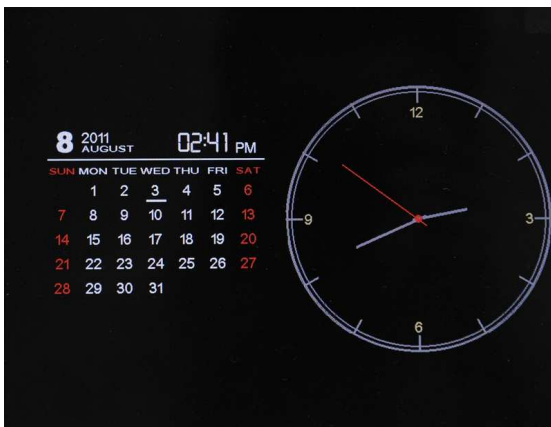 8 2011 02:41 PM
AUGUST
SUN MON TUE WED THU FRI SAT
1 2 3 4 5 6
7 8 9 10 11 12 13
14 15 16 17 18 19 20
21 22 23 24 25 26 27
28 29 30 31
12
9 3
6